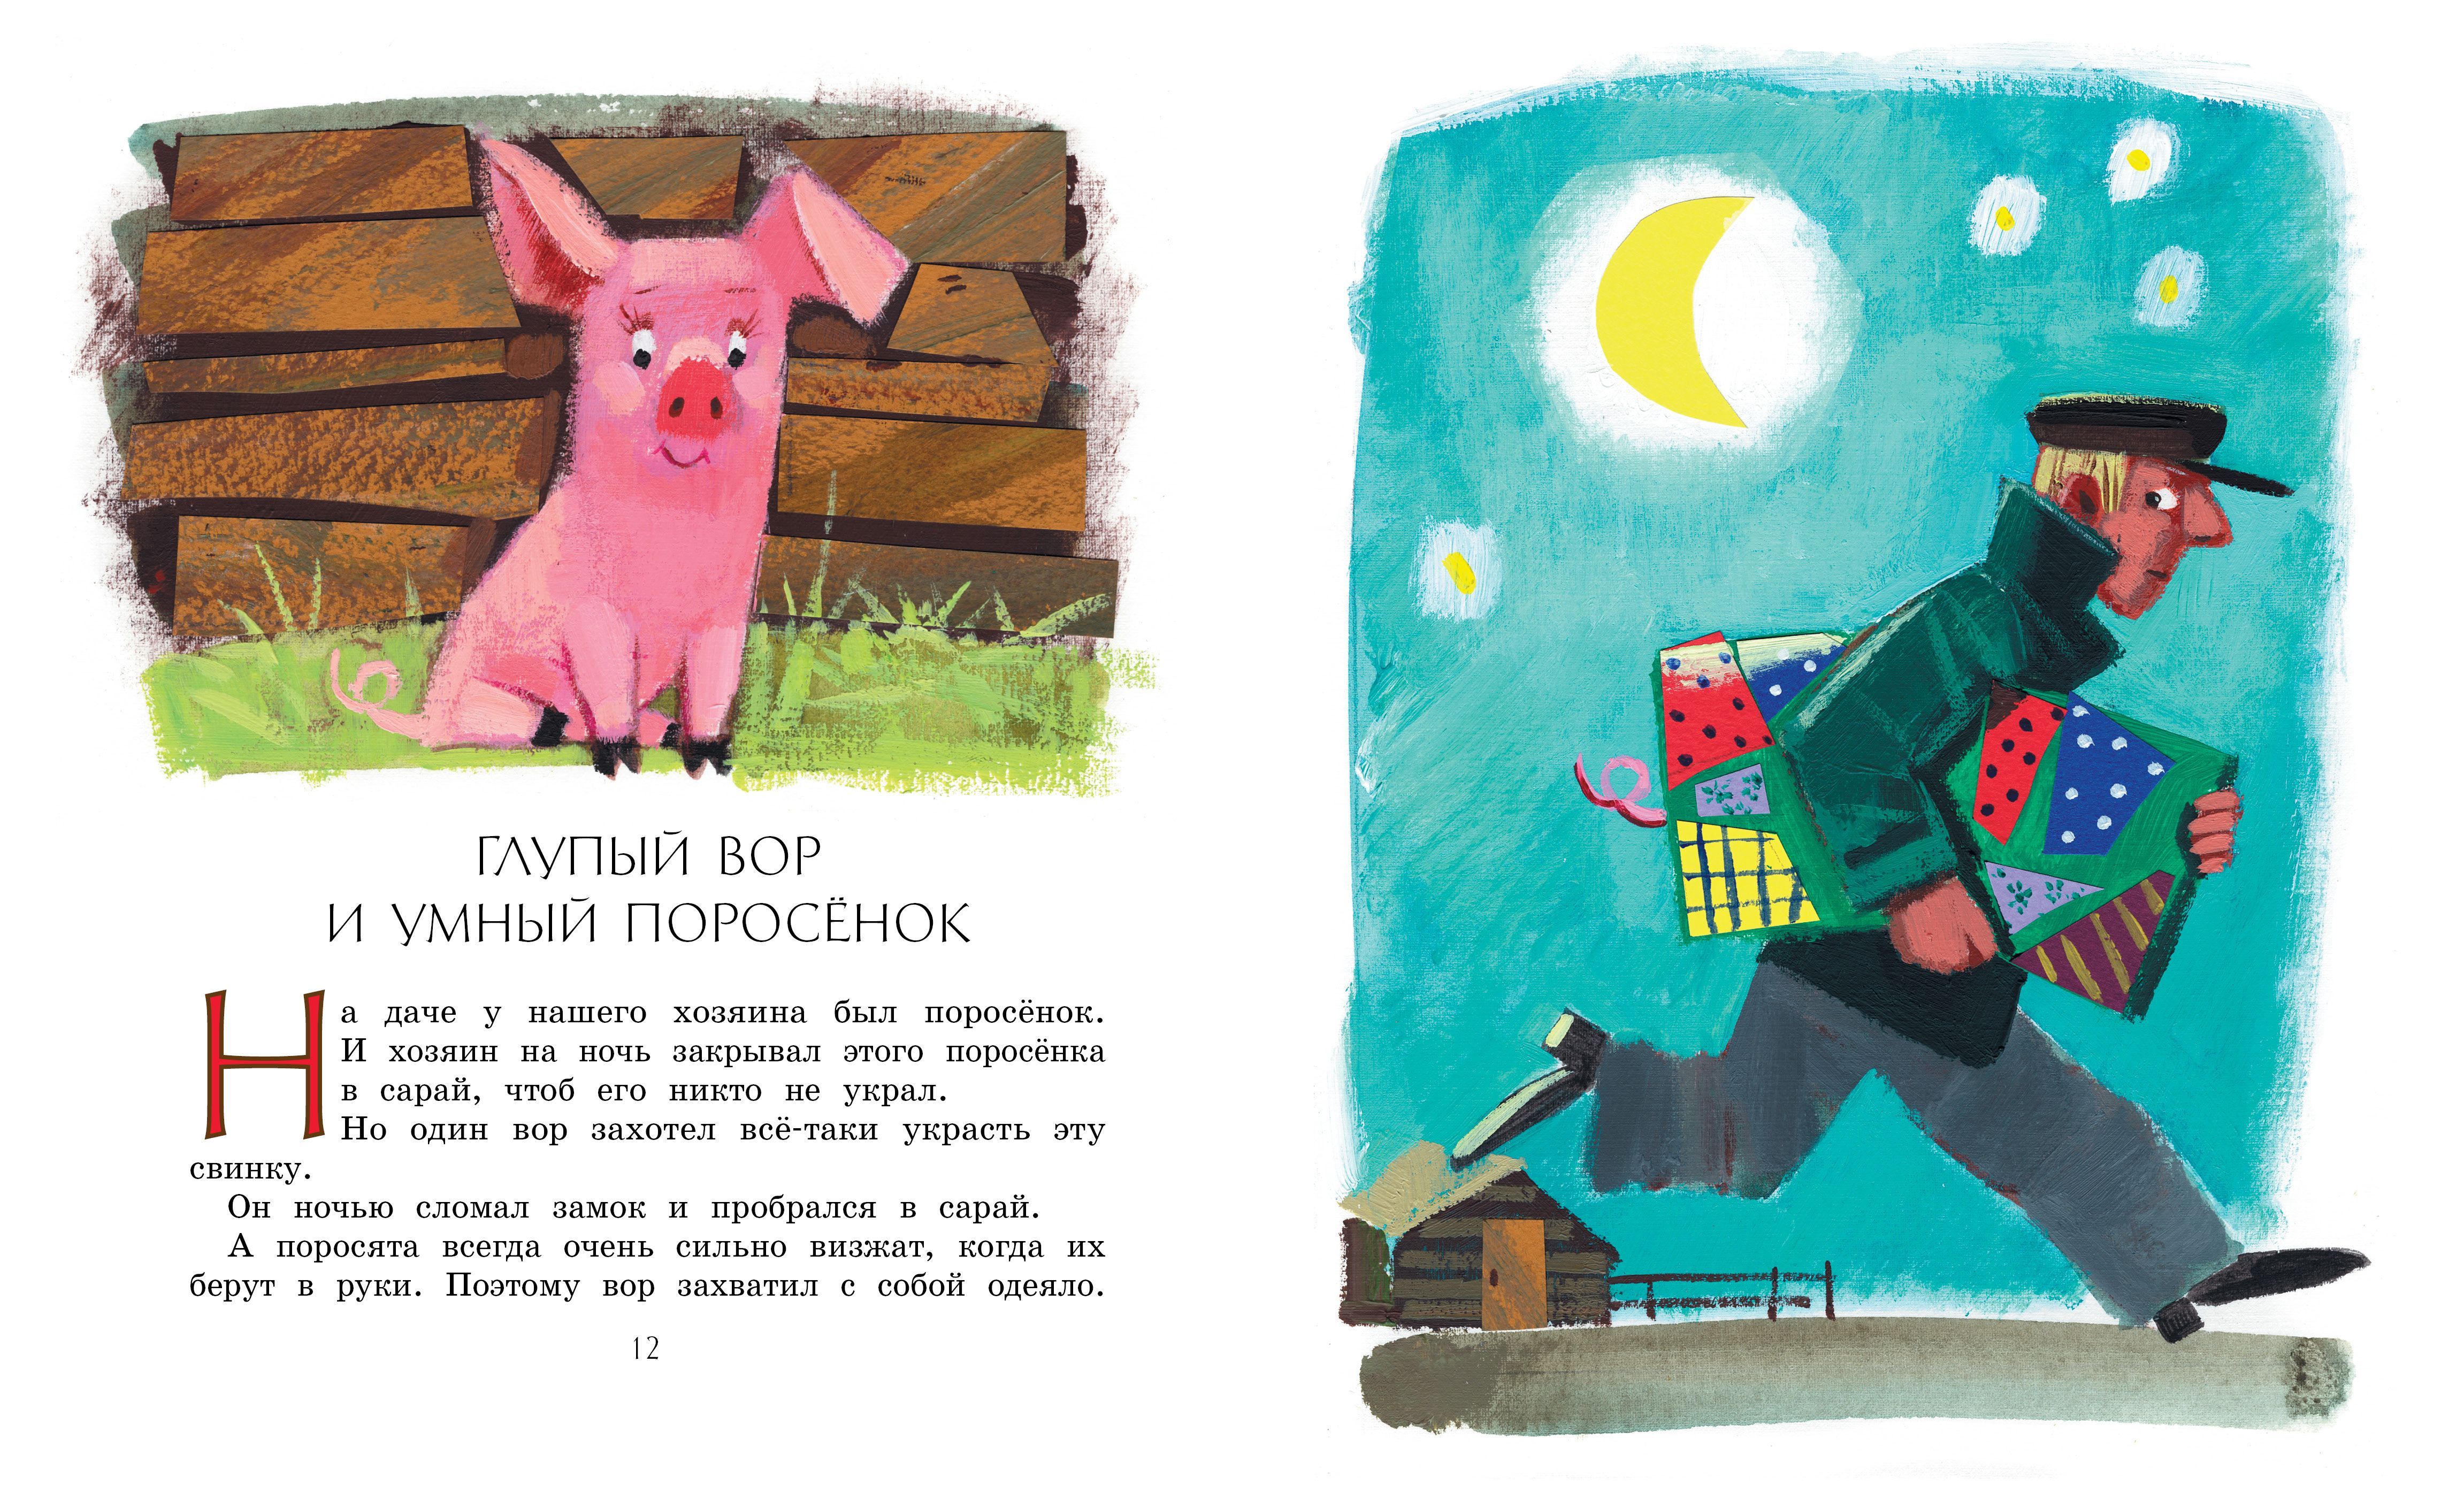 ГЛУПЫЙ ВОР
И УМНЫЙ ПОРОСЁНОК
На даче у нашего хозяина был поросёнок.
И хозяин на ночь закрывал этого поросёнка
в сарай, чтоб его никто не украл.
Но один вор захотел всё-таки украсть эту
свинку.
Он ночью сломал замок и пробрался в сарай.
А поросята всегда очень сильно визжат, когда их
берут в руки. Поэтому вор захватил с собой одеяло.
12